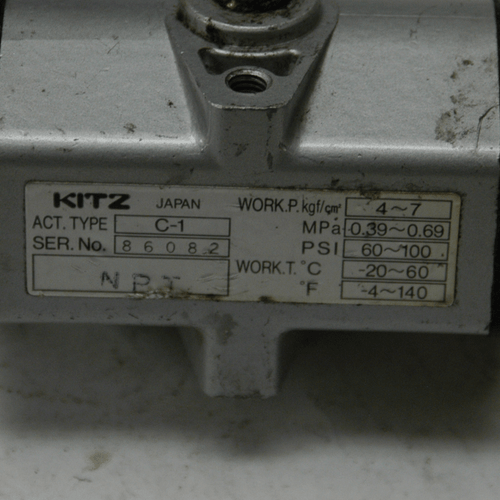 KITZ JAPAN WORK.P. kgf/cm² 4~7
ACT. TYPE C-1 MPa 0.39~0.69
SER. No. 86082 PSI 60~100
NPT WORK.T. °C -20~60
°F -4~140